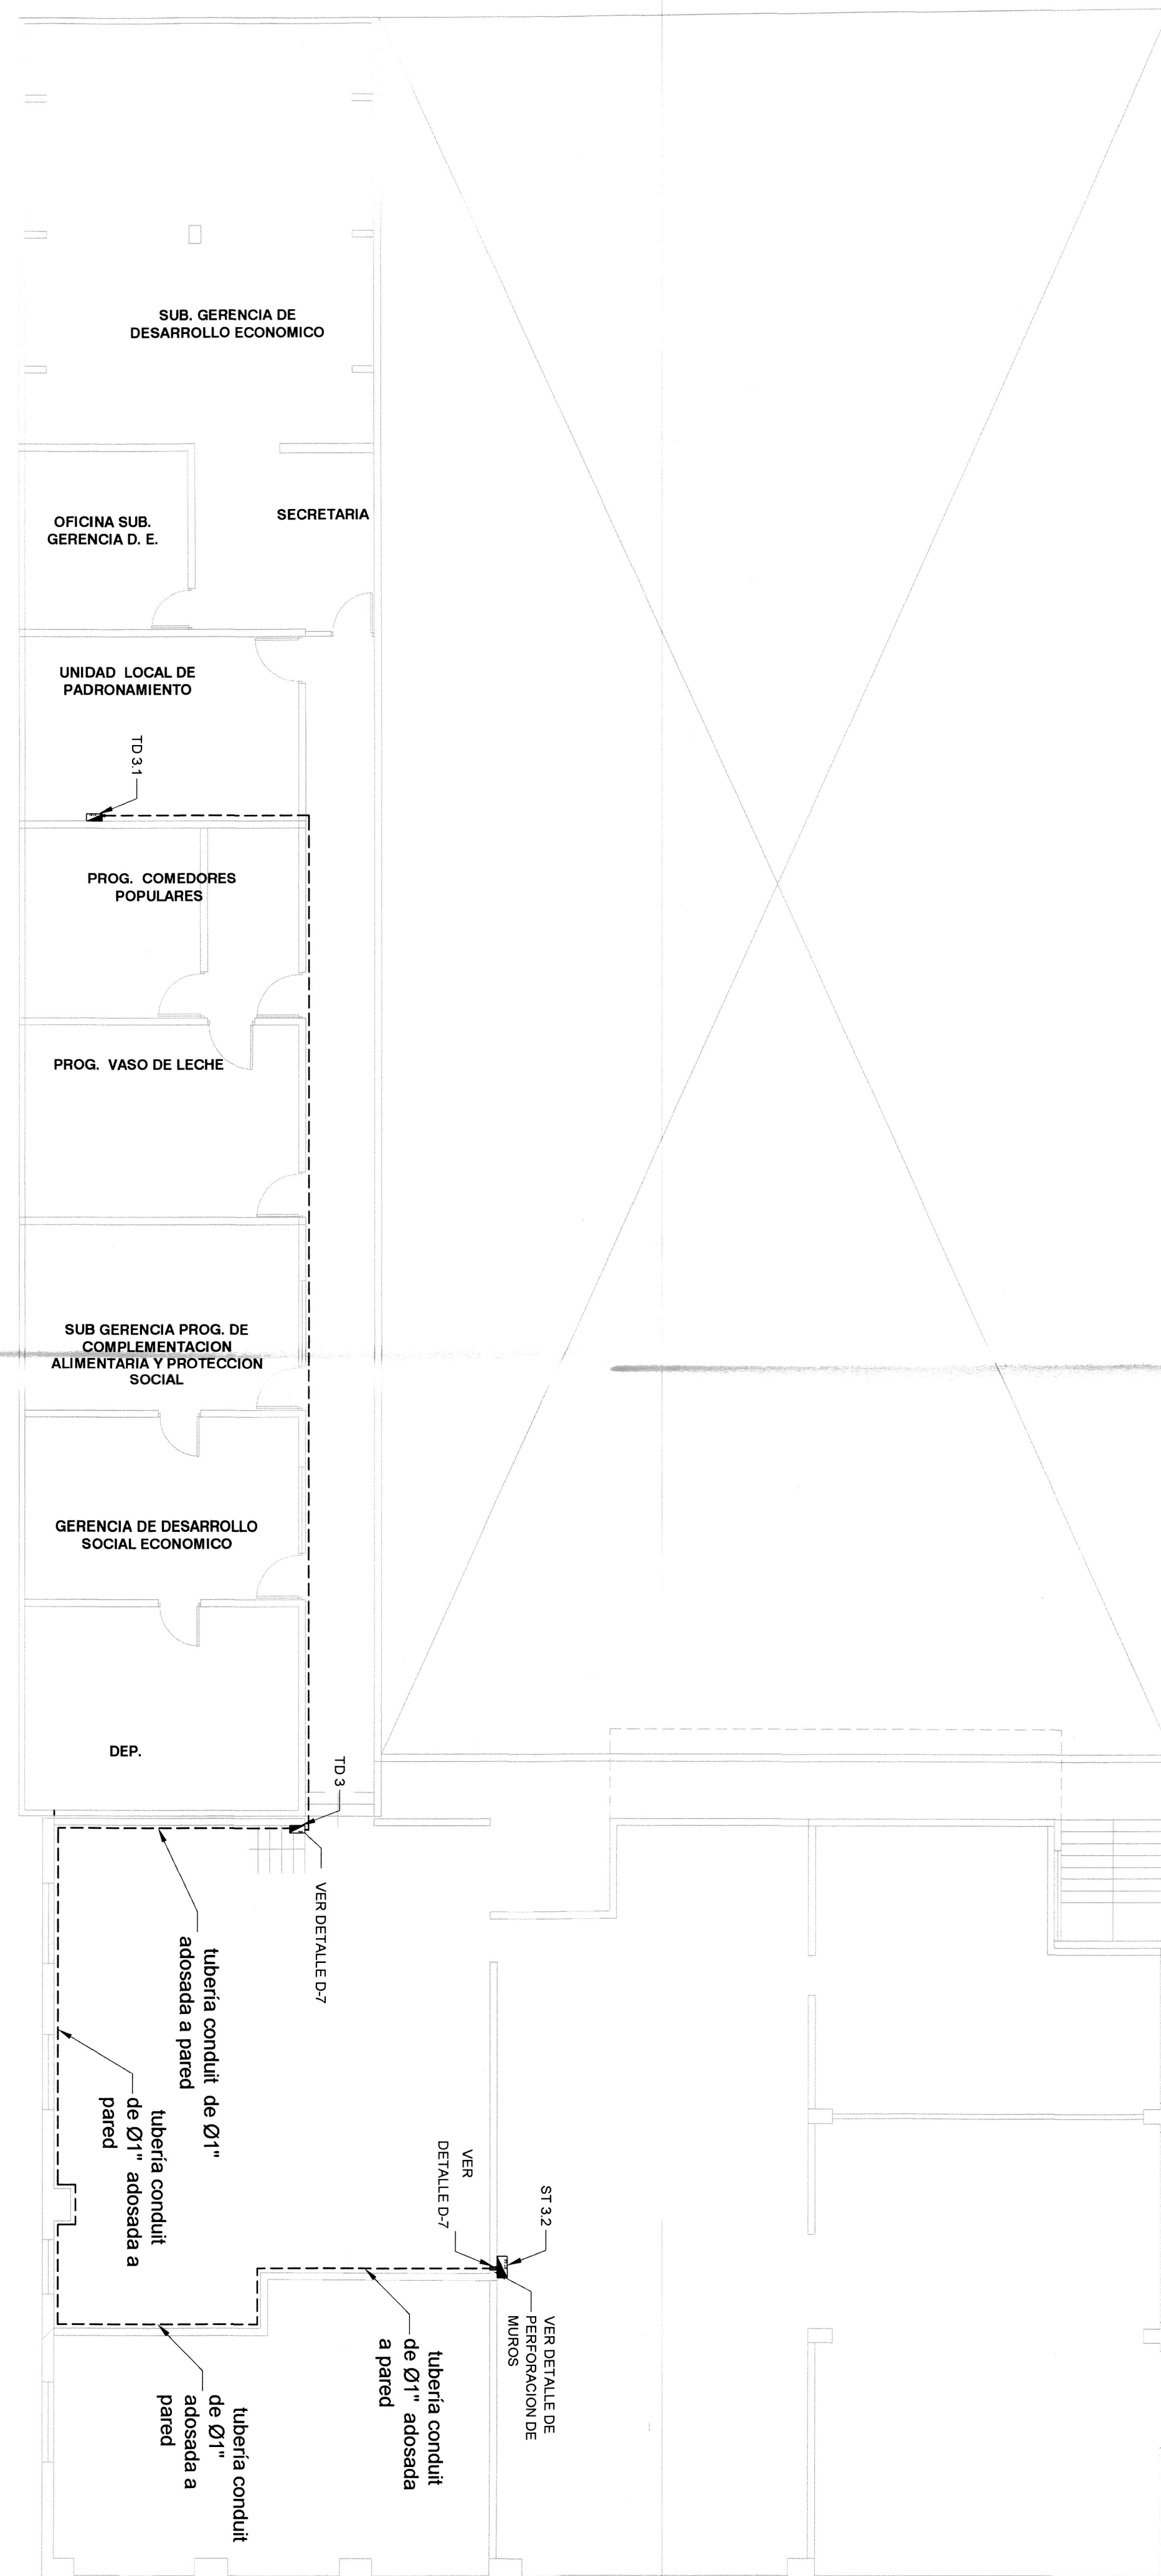 SUB. GERENCIA DE
DESARROLLO ECONOMICO
OFICINA SUB.
GERENCIA D. E.
SECRETARIA
UNIDAD LOCAL DE
PADRONAMIENTO
TD 3.1
PROG. COMEDORES
POPULARES
PROG. VASO DE LECHE
SUB GERENCIA PROG. DE
COMPLEMENTACION
ALIMENTARIA Y PROTECCION
SOCIAL
GERENCIA DE DESARROLLO
SOCIAL ECONOMICO
DEP.
TD 3
VER DETALLE D-7
tubería conduit de Ø1"
adosada a pared
tubería conduit
de Ø1" adosada a
pared
VER
DETALLE D-7
ST 3.2
VER DETALLE DE
PERFORACION DE
MUROS
tubería conduit
de Ø1" adosada
a pared
tubería conduit
de Ø1"
adosada a
pared